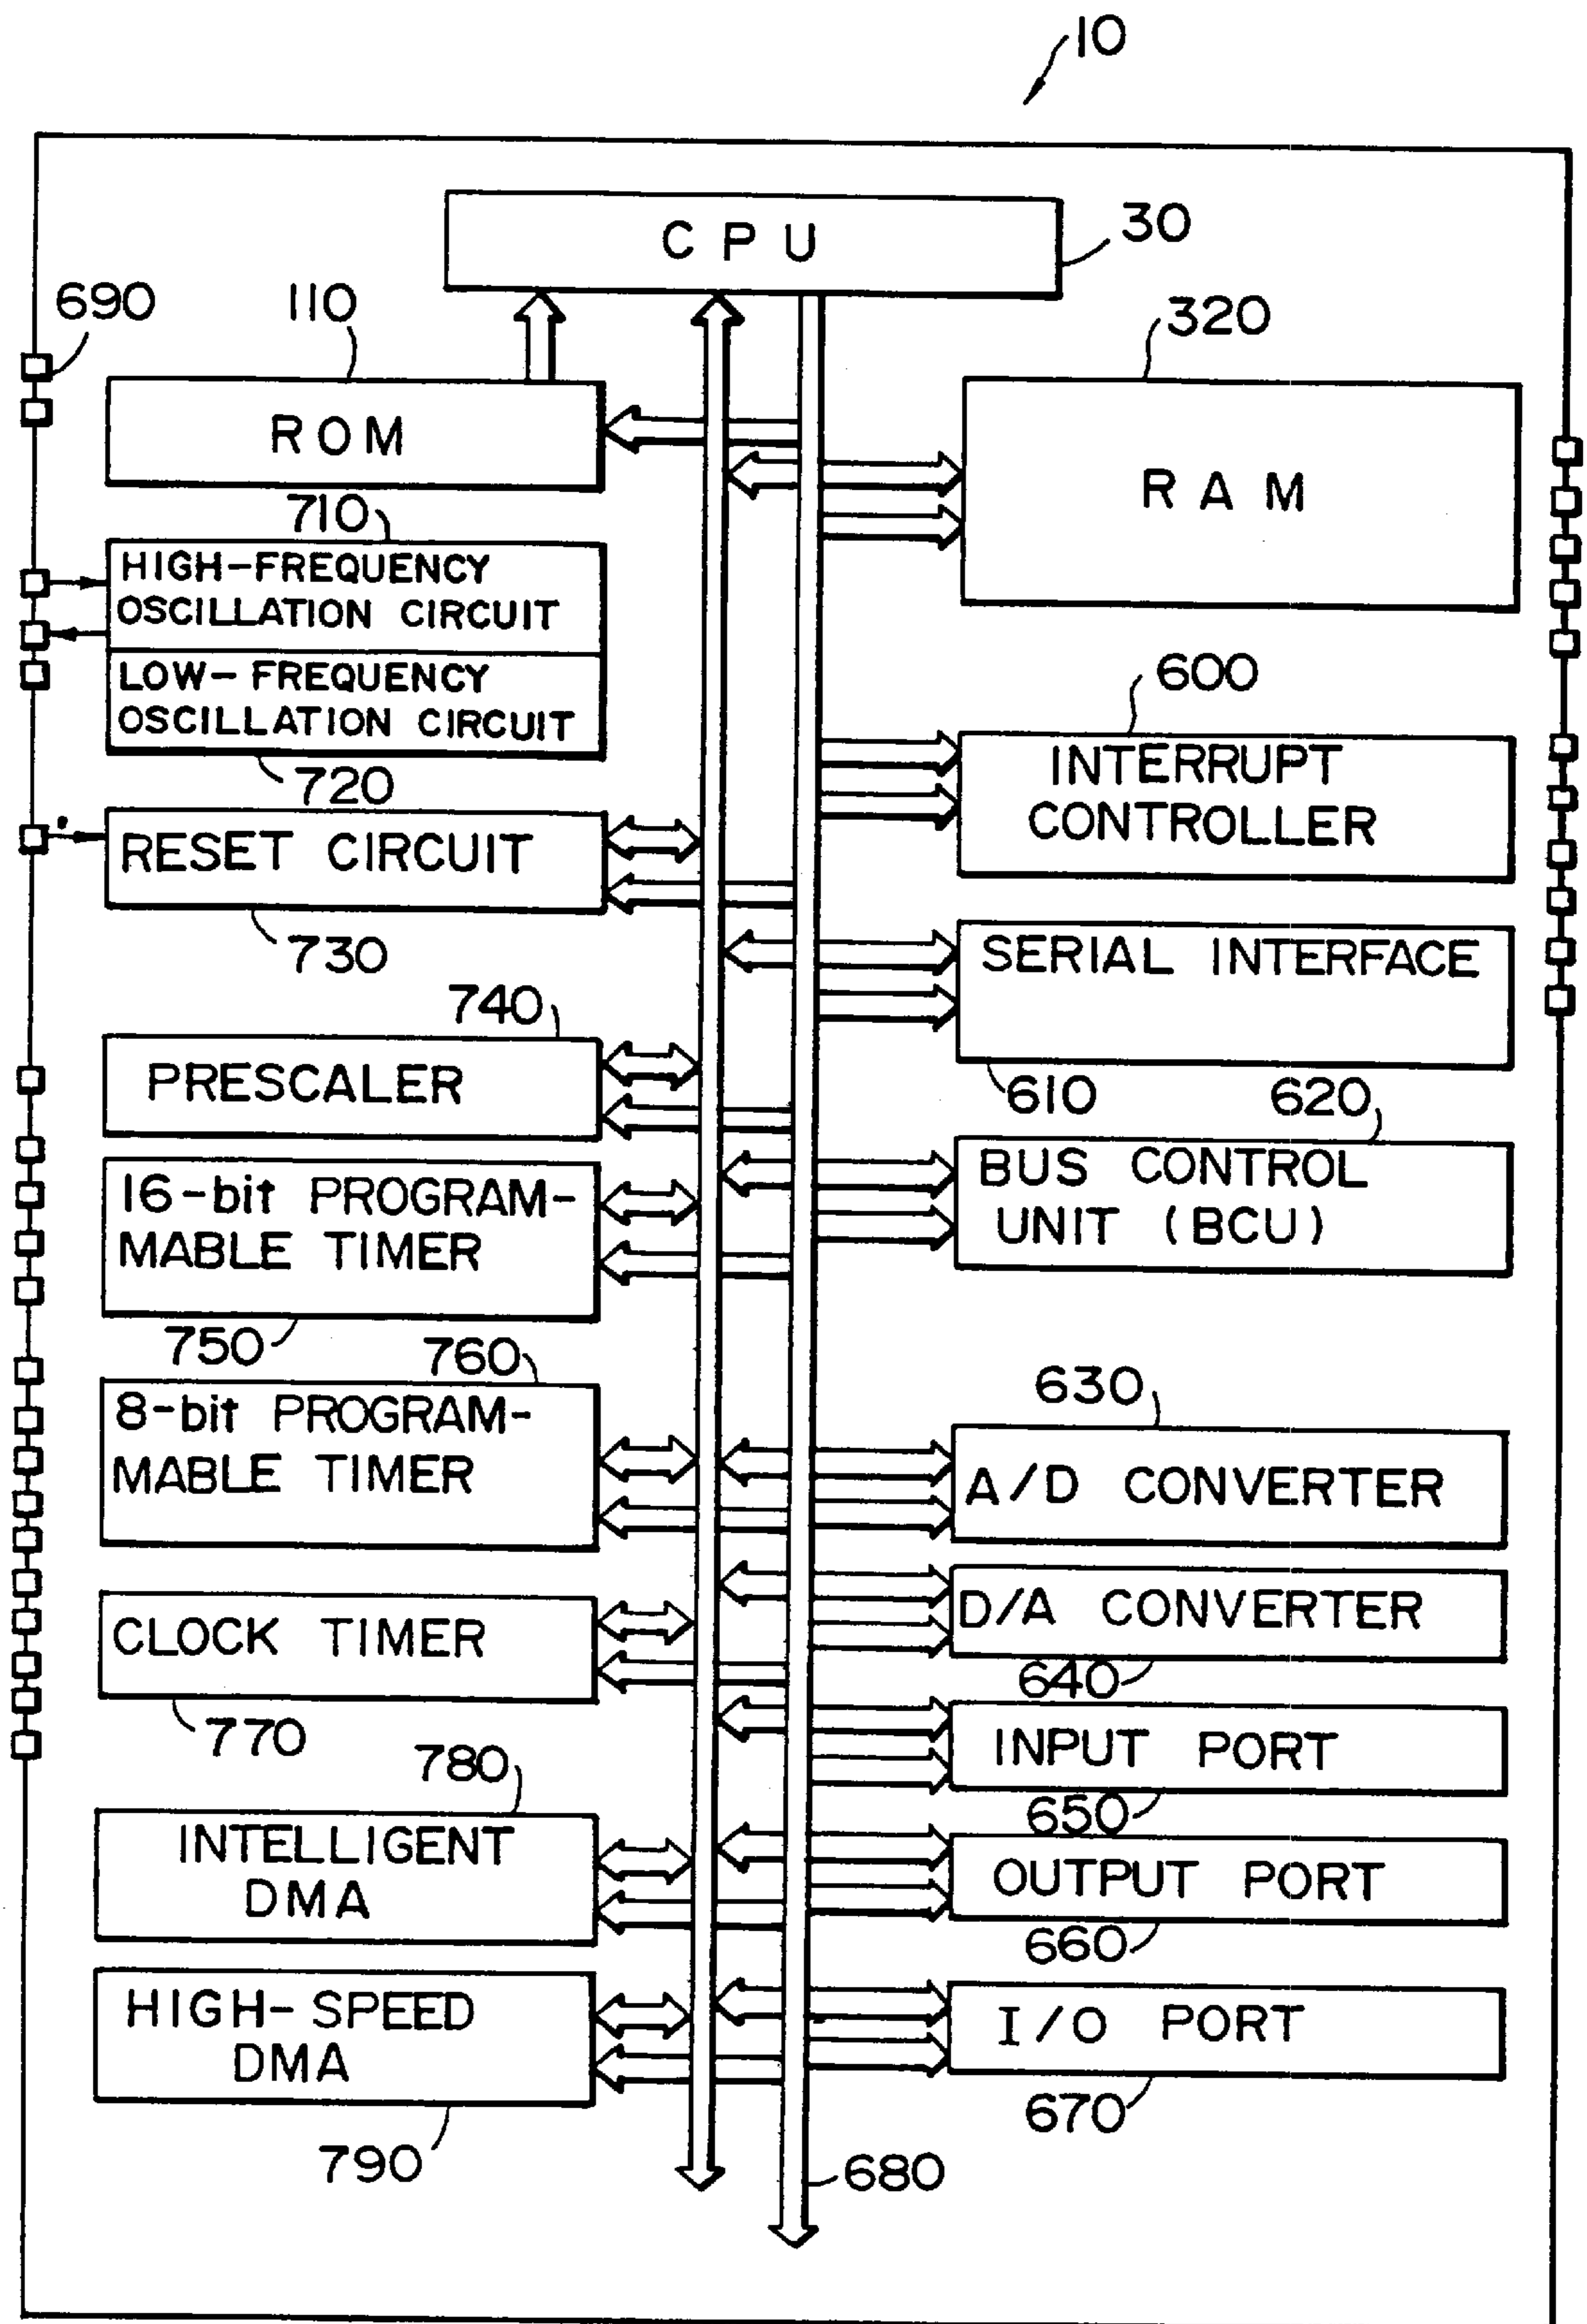 10
CPU
30
690
110
320
ROM
RAM
710
HIGH-FREQUENCY
OSCILLATION CIRCUIT
LOW-FREQUENCY
OSCILLATION CIRCUIT
720
600
INTERRUPT
CONTROLLER
RESET CIRCUIT
730
SERIAL INTERFACE
610
740
PRESCALER
620
BUS CONTROL
UNIT (BCU)
16-bit PROGRAM-
MABLE TIMER
750
760
8-bit PROGRAM-
MABLE TIMER
630
A/D CONVERTER
D/A CONVERTER
640
CLOCK TIMER
770
INPUT PORT
650
780
INTELLIGENT
DMA
OUTPUT PORT
660
HIGH-SPEED
DMA
790
I/O PORT
670
680